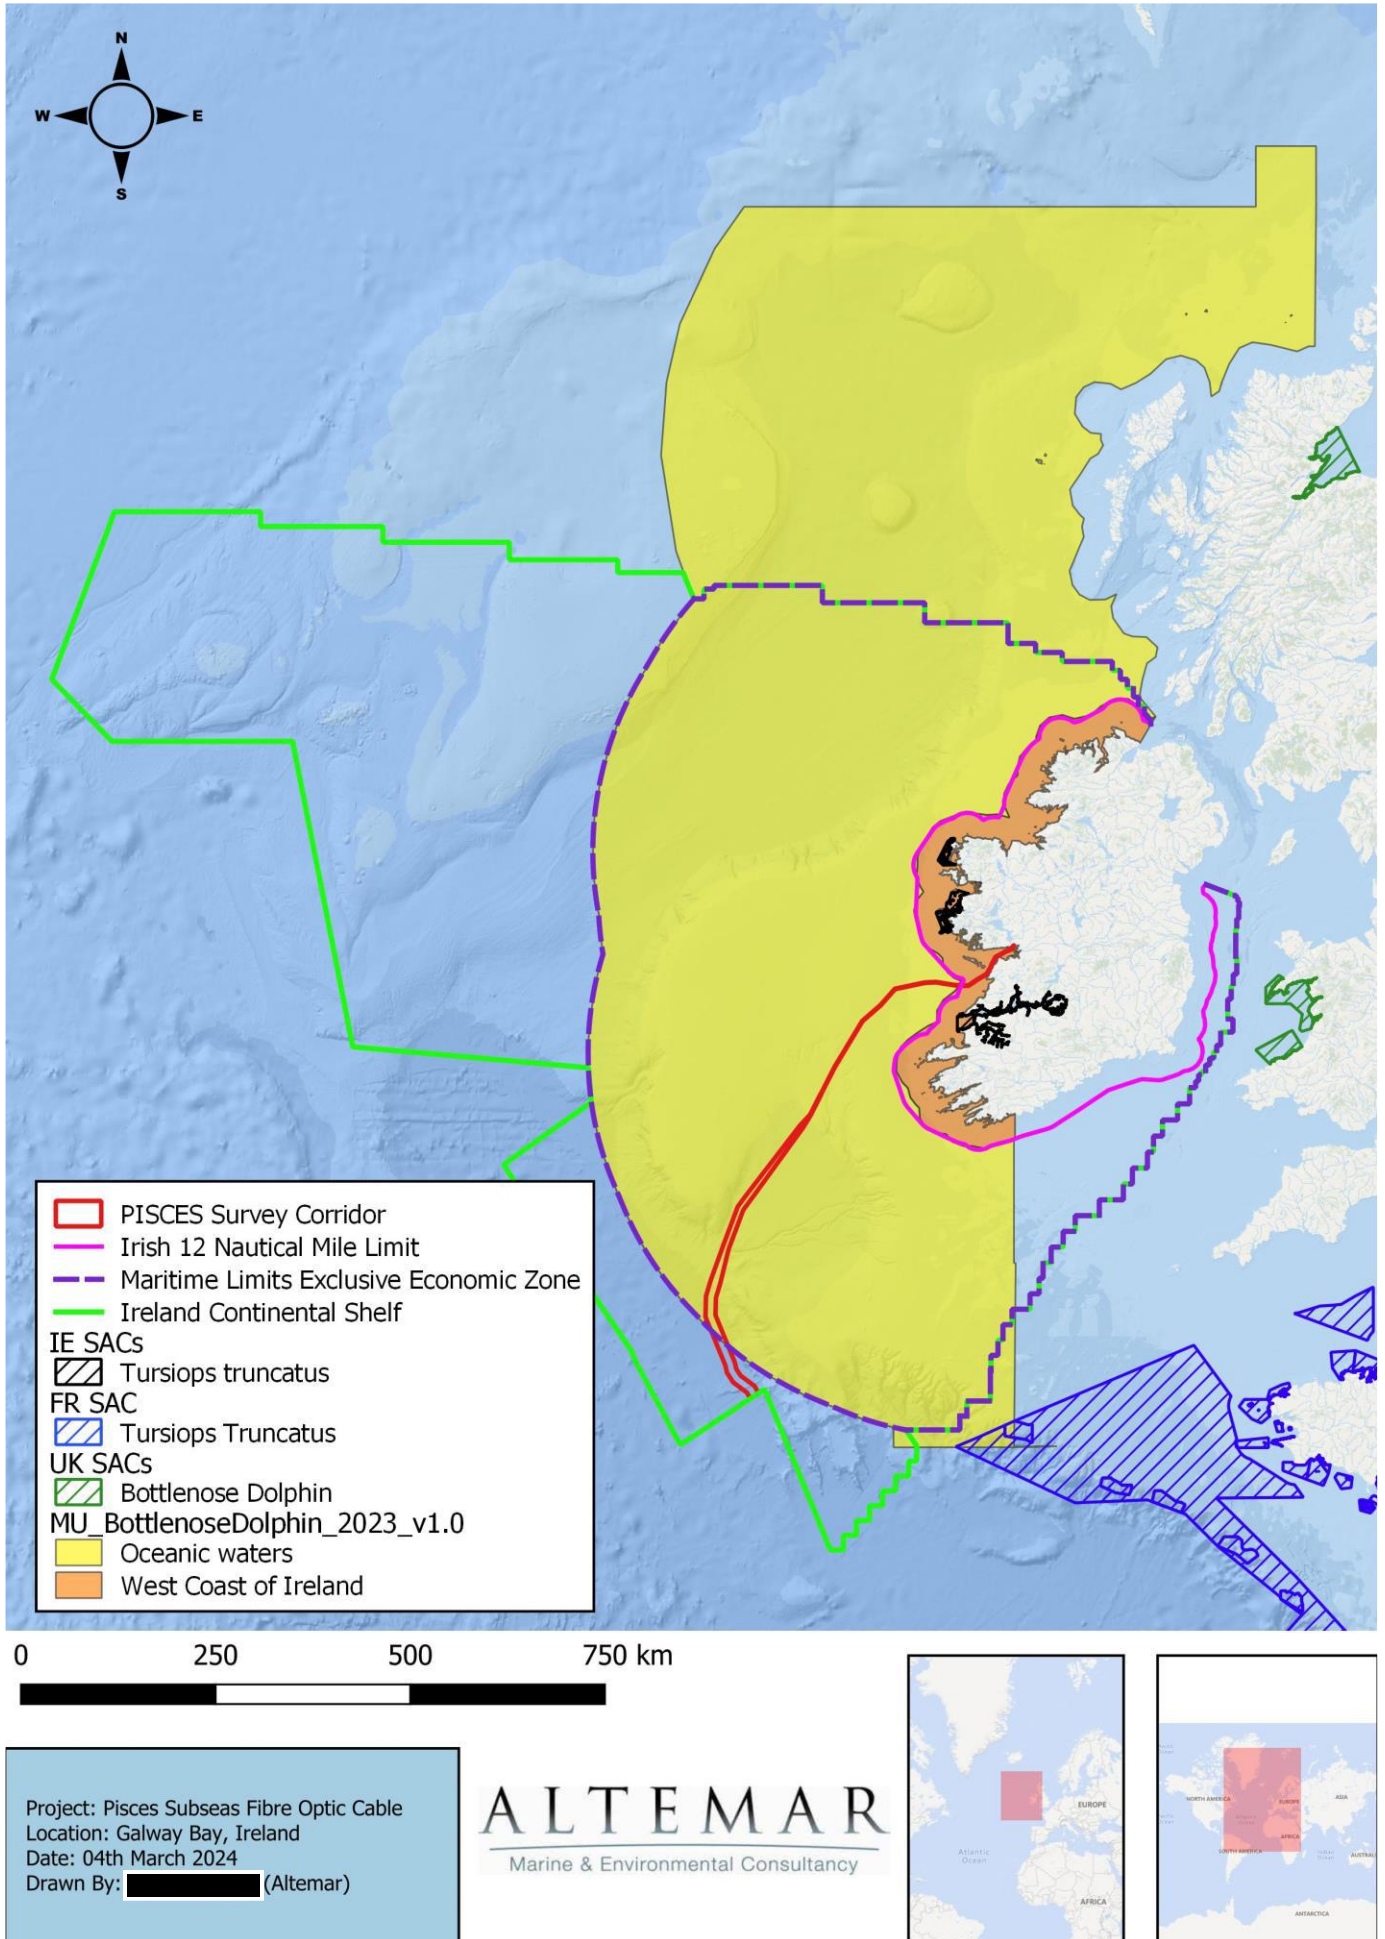 N
W E
S
PISCES Survey Corridor
Irish 12 Nautical Mile Limit
Maritime Limits Exclusive Economic Zone
Ireland Continental Shelf
IE SACs
Tursiops truncatus
FR SAC
Tursiops Truncatus
UK SACs
Bottlenose Dolphin
MU_BottlenoseDolphin_2023_v1.0
Oceanic waters
West Coast of Ireland
0 250 500 750 km
Project: Pisces Subseas Fibre Optic Cable
Location: Galway Bay, Ireland
Date: 04th March 2024
Drawn By: (Altemar)
ALTEMAR
Marine & Environmental Consultancy
EUROPE
Atlantic
Ocean
AFRICA
NORTH AMERICA
EUROPE
ASIA
AFRICA
SOUTH AMERICA
ANTARCTICA